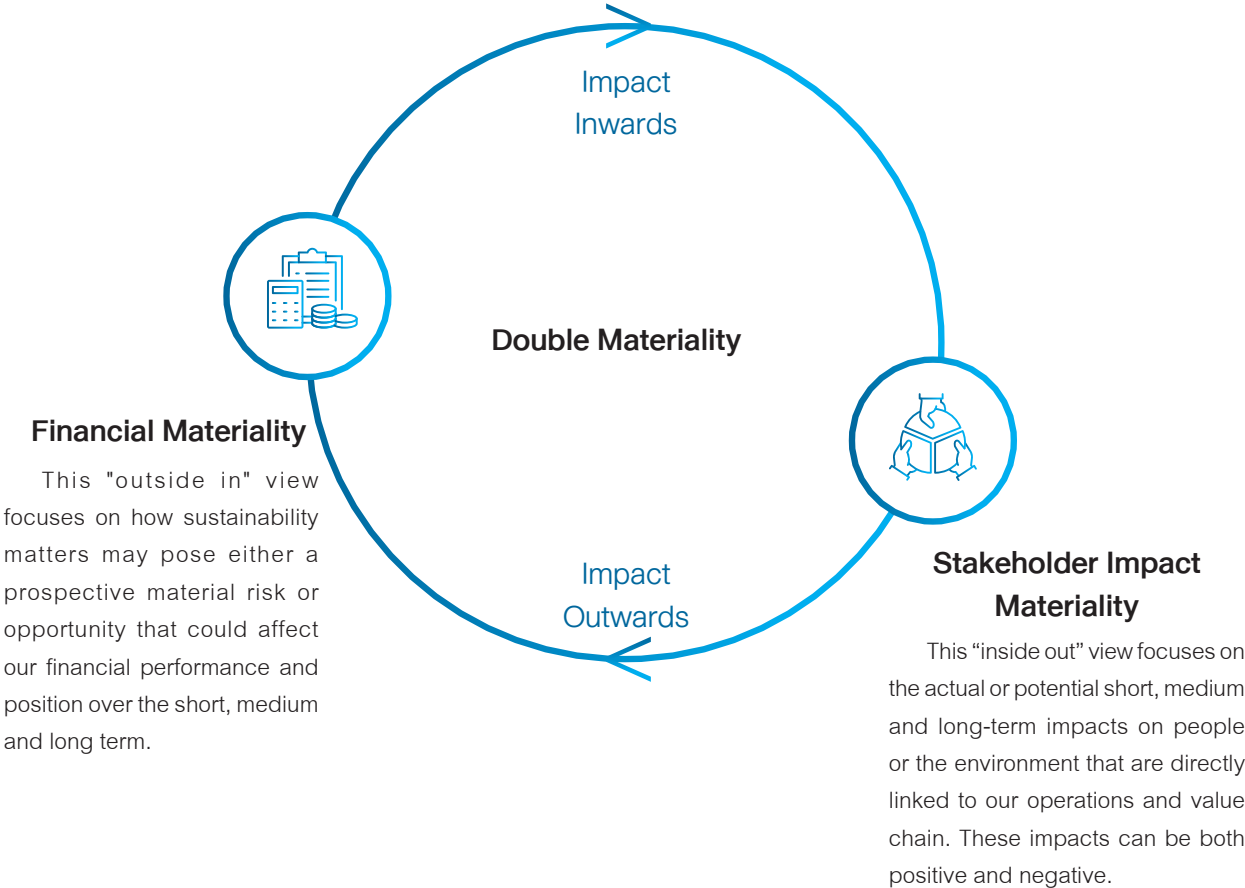 Impact
Inwards
Double Materiality
Financial Materiality
This "outside in" view
focuses on how sustainability
matters may pose either a
prospective material risk or
opportunity that could affect
our financial performance and
position over the short, medium
and long term.
Impact
Outwards
Stakeholder Impact
Materiality
This “inside out” view focuses on
the actual or potential short, medium
and long-term impacts on people
or the environment that are directly
linked to our operations and value
chain. These impacts can be both
positive and negative.